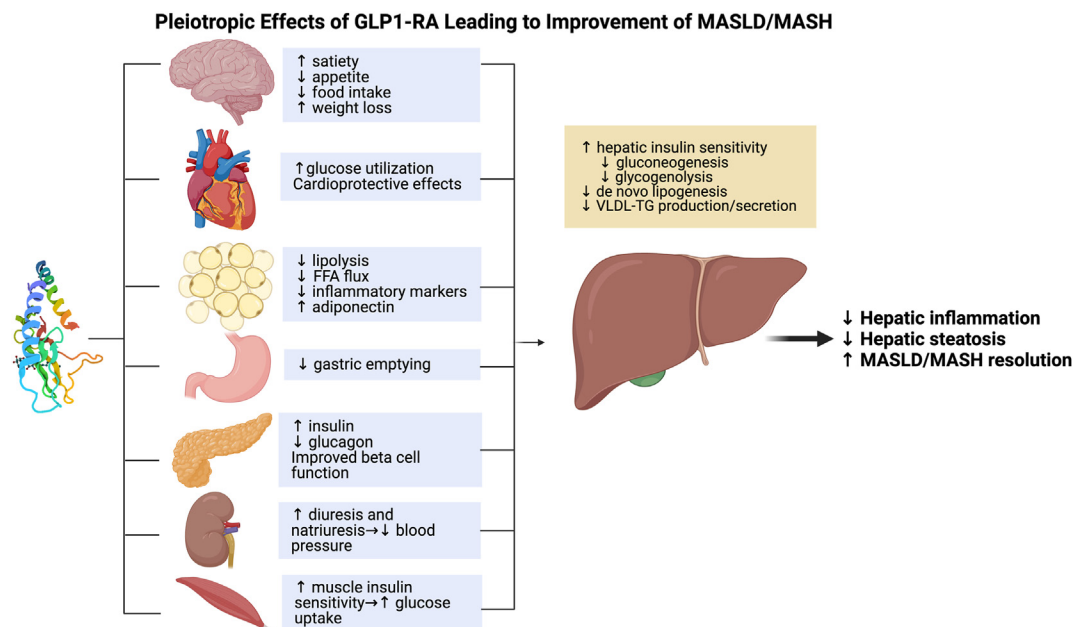 Pleiotropic Effects of GLP1-RA Leading to Improvement of MASLD/MASH
↑ satiety
↓ appetite
↓ food intake
↑ weight loss
↑glucose utilization
Cardioprotective effects
↓ lipolysis
↓ FFA flux
↓ inflammatory markers
↑ adiponectin
↓ gastric emptying
↑ insulin
↓ glucagon
Improved beta cell
function
↑ diuresis and
natriuresis→↓ blood
pressure
↑ muscle insulin
sensitivity→↑ glucose
uptake
↑ hepatic insulin sensitivity
↓ gluconeogenesis
↓ glycogenolysis
↓ de novo lipogenesis
↓ VLDL-TG production/secretion
↓ Hepatic inflammation
↓ Hepatic steatosis
↑ MASLD/MASH resolution